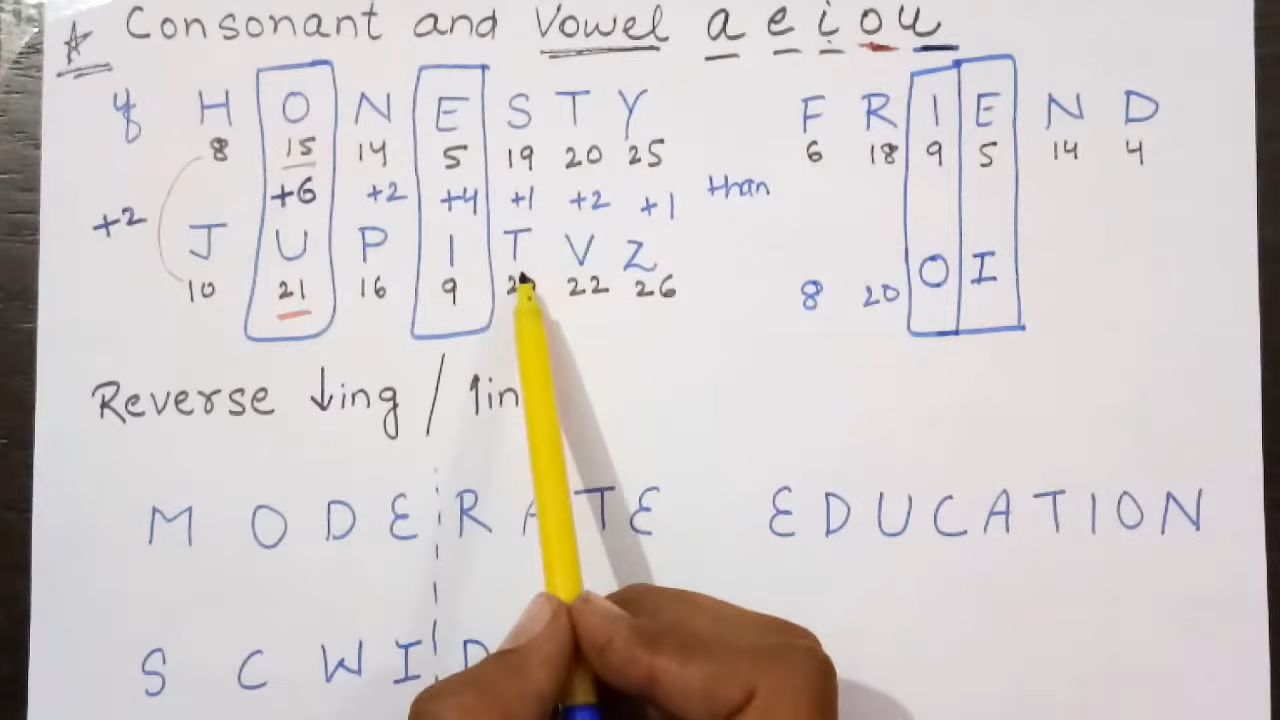 Consonant and Vowel a e i o u
H O N E S T Y F R I E N D
8 15 14 5 19 20 25 6 18 9 5 14 4
+2 +6 +2 +4 +1 +2 +1 than
J U P I T V Z O I
10 21 16 9 22 26 8 20
Reverse ↓ing / ↑in
M O D E R A T E E D U C A T I O N
S C W I D